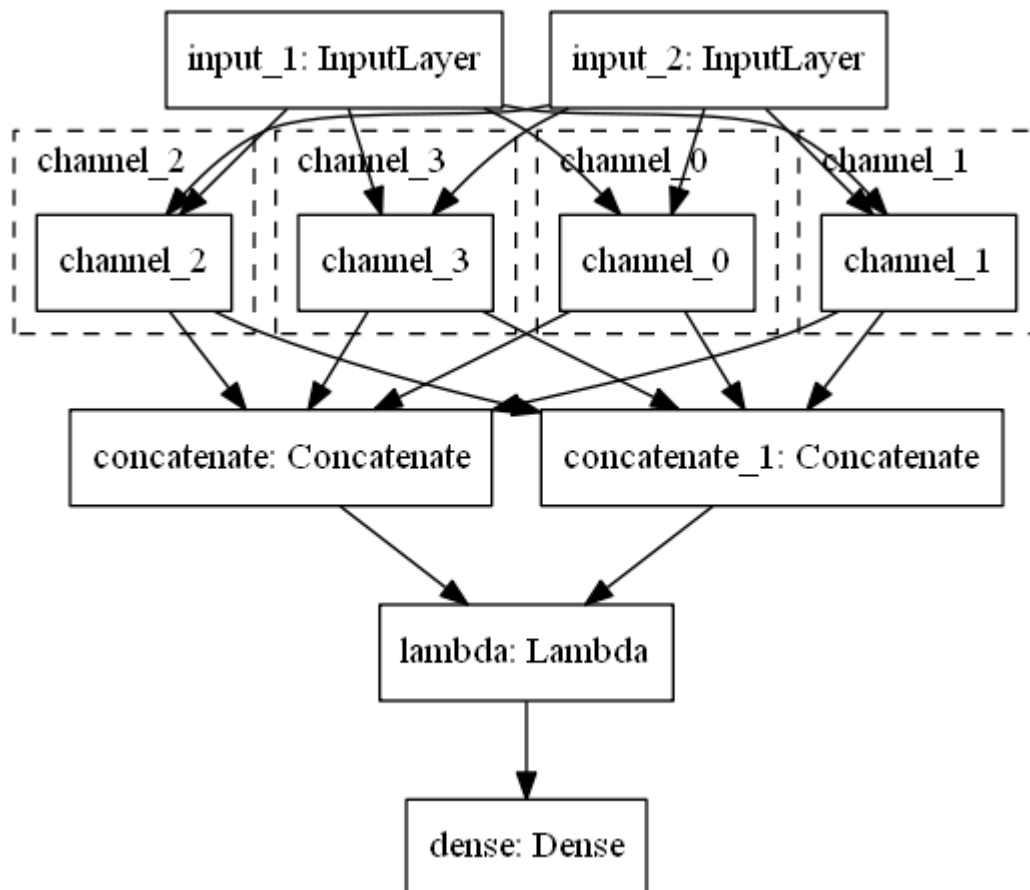 input_1: InputLayer
input_2: InputLayer
channel_2
channel_3
channel_0
channel_1
channel_2
channel_3
channel_0
channel_1
concatenate: Concatenate
concatenate_1: Concatenate
lambda: Lambda
dense: Dense